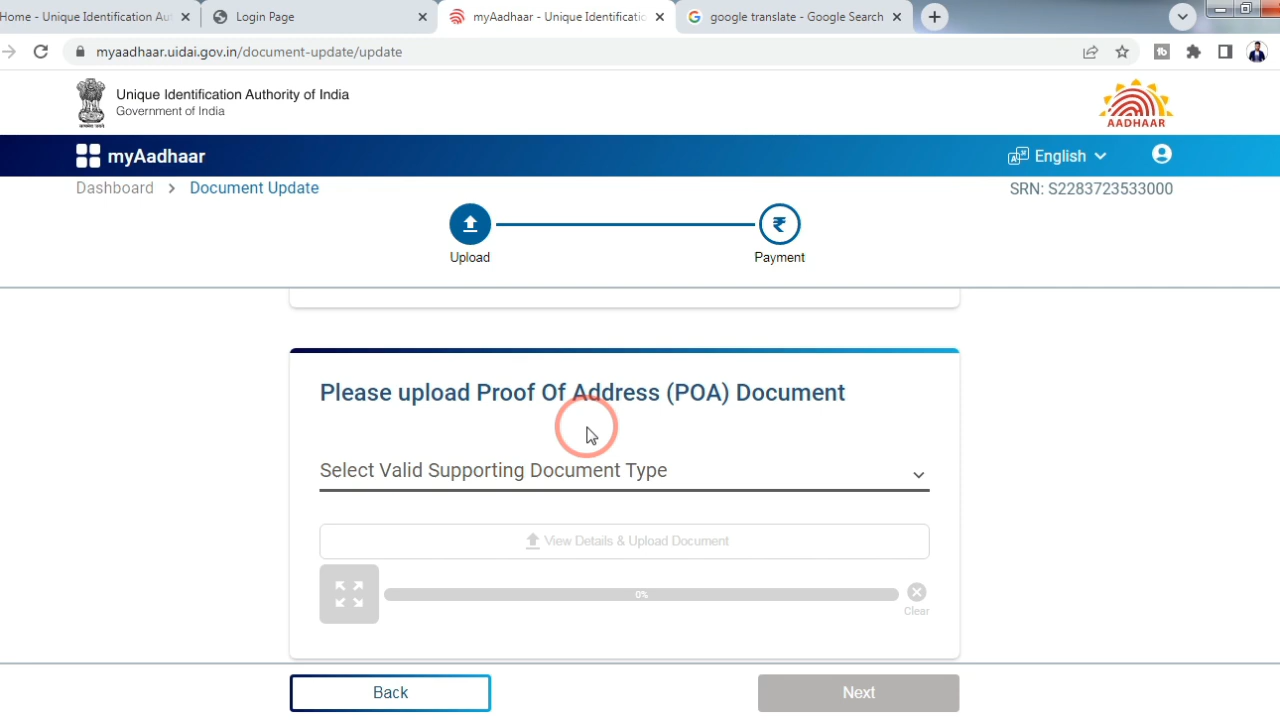 Home - Unique Identification Aut
Login Page
myAadhaar - Unique Identificatio
google translate - Google Search
myaadhaar.uidai.gov.in/document-update/update
Unique Identification Authority of India
Government of India
AADHAAR
myAadhaar
English
Dashboard > Document Update
SRN: S2283723533000
Upload
Payment
Please upload Proof Of Address (POA) Document
Select Valid Supporting Document Type
View Details & Upload Document
0%
Clear
Back
Next